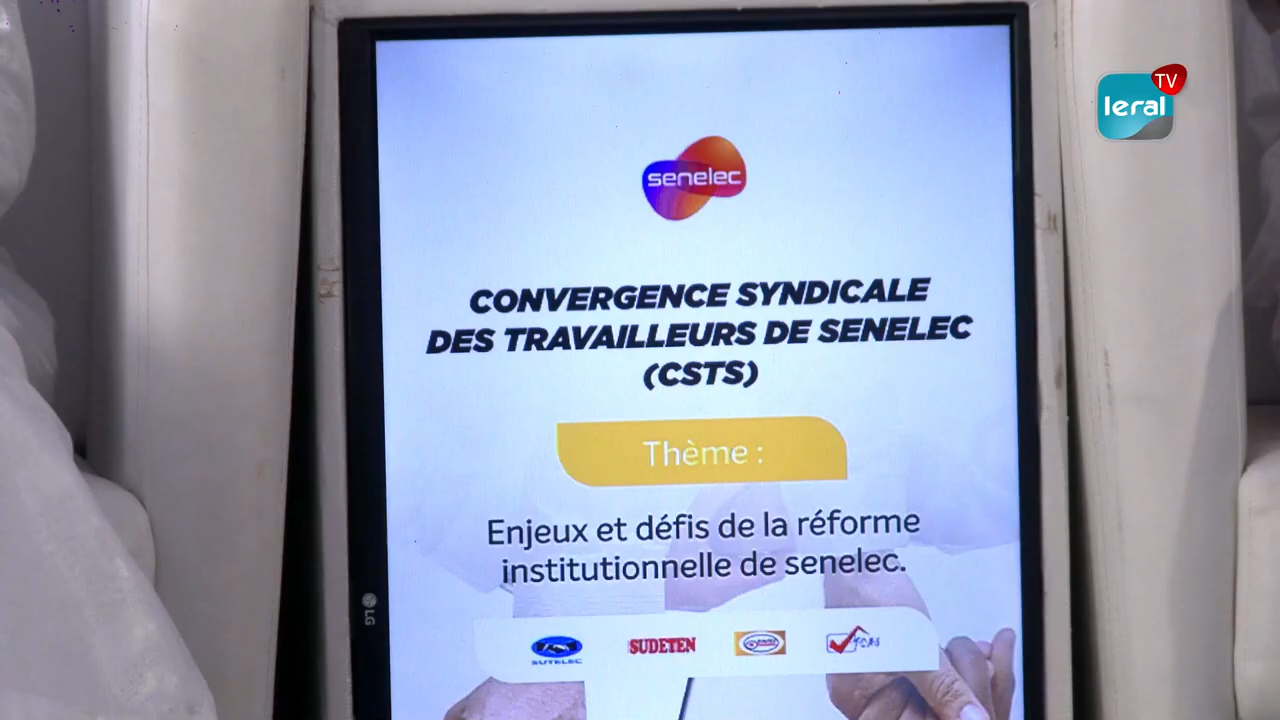 TV
leral
senelec
CONVERGENCE SYNDICALE
DES TRAVAILLEURS DE SENELEC
(CSTS)
Thème :
Enjeux et défis de la réforme
institutionnelle de senelec.
LG
SUTELEC
SUDETEN